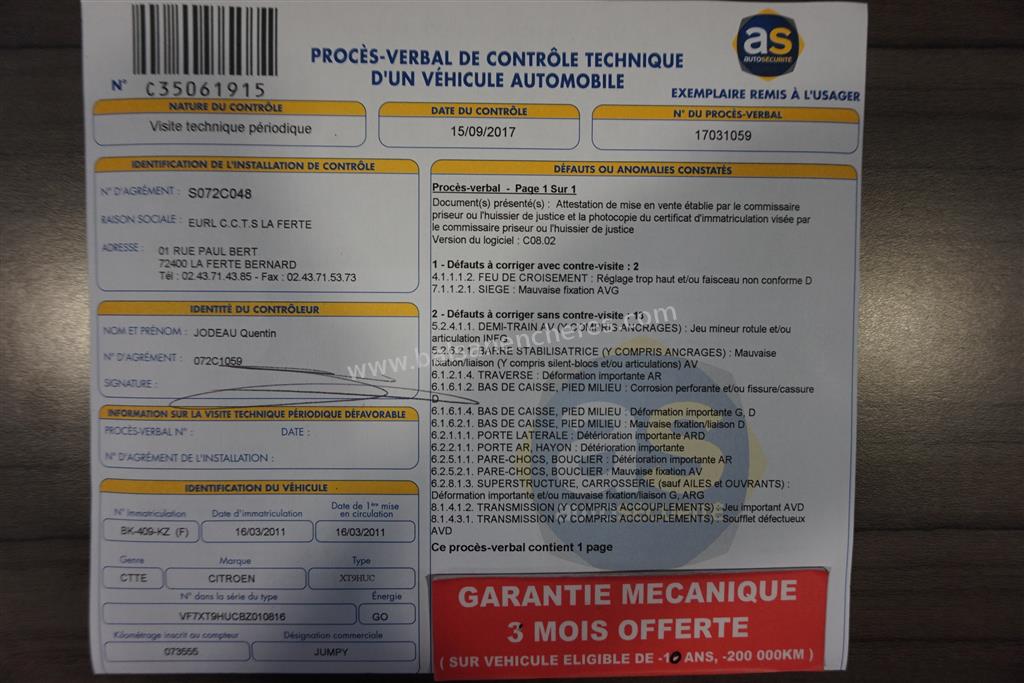 N° C35061915
PROCÈS-VERBAL DE CONTRÔLE TECHNIQUE
D'UN VÉHICULE AUTOMOBILE
as
AUTOSÉCURITÉ
EXEMPLAIRE REMIS À L'USAGER
NATURE DU CONTRÔLE
Visite technique périodique
DATE DU CONTRÔLE
15/09/2017
N° DU PROCÈS-VERBAL
17031059
IDENTIFICATION DE L'INSTALLATION DE CONTRÔLE
N° D'AGRÉMENT : S072C048
RAISON SOCIALE : EURL C.C.T.S LA FERTE
ADRESSE : 01 RUE PAUL BERT
72400 LA FERTE BERNARD
Tél : 02.43.71.43.85 - Fax : 02.43.71.53.73
IDENTITÉ DU CONTRÔLEUR
NOM ET PRÉNOM : JODEAU Quentin
N° D'AGRÉMENT : 072C1059
SIGNATURE :
INFORMATION SUR LA VISITE TECHNIQUE PÉRIODIQUE DÉFAVORABLE
PROCÈS-VERBAL N° : DATE :
N° D'AGRÉMENT DE L'INSTALLATION :
IDENTIFICATION DU VÉHICULE
N° Immatriculation
BK-409-KZ (F)
Date d'immatriculation
16/03/2011
Date de 1ère mise
en circulation
16/03/2011
Genre
CTTE
Marque
CITROEN
Type
XT9HUC
N° dans la série du type
VF7XT9HUCBZ010816
Énergie
GO
Kilométrage inscrit au compteur
073555
Désignation commerciale
JUMPY
DÉFAUTS OU ANOMALIES CONSTATÉS
Procès-verbal - Page 1 Sur 1
Document(s) présenté(s) : Attestation de mise en vente établie par le commissaire
priseur ou l'huissier de justice et la photocopie du certificat d'immatriculation visée par
le commissaire priseur ou l'huissier de justice
Version du logiciel : C08.02
1 - Défauts à corriger avec contre-visite : 2
4.1.1.1.2. FEU DE CROISEMENT : Réglage trop haut et/ou faisceau non conforme D
7.1.1.2.1. SIEGE : Mauvaise fixation AVG
2 - Défauts à corriger sans contre-visite : 13
5.2.4.1.1. DEMI-TRAIN AV (Y COMPRIS ANCRAGES) : Jeu mineur rotule et/ou
articulation INFG
5.2.6.2.1. BARRE STABILISATRICE (Y COMPRIS ANCRAGES) : Mauvaise
fixation/liaison (Y compris silent-blocs et/ou articulations) AV
6.1.2.1.4. TRAVERSE : Déformation importante AR
6.1.6.1.2. BAS DE CAISSE, PIED MILIEU : Corrosion perforante et/ou fissure/cassure
D
6.1.6.1.4. BAS DE CAISSE, PIED MILIEU : Déformation importante G, D
6.1.6.2.1. BAS DE CAISSE, PIED MILIEU : Mauvaise fixation/liaison D
6.2.1.1.1. PORTE LATERALE : Détérioration importante ARD
6.2.2.1.1. PORTE AR, HAYON : Détérioration importante
6.2.5.1.1. PARE-CHOCS, BOUCLIER : Détérioration importante AR
6.2.5.2.1. PARE-CHOCS, BOUCLIER : Mauvaise fixation AV
6.2.8.1.3. SUPERSTRUCTURE, CARROSSERIE (sauf AILES et OUVRANTS) :
Déformation importante et/ou mauvaise fixation/liaison G, ARG
8.1.4.1.2. TRANSMISSION (Y COMPRIS ACCOUPLEMENTS) : Jeu important AVD
8.1.4.3.1. TRANSMISSION (Y COMPRIS ACCOUPLEMENTS) : Soufflet défectueux
AVD
Ce procès-verbal contient 1 page
GARANTIE MECANIQUE
3 MOIS OFFERTE
( SUR VEHICULE ELIGIBLE DE -10 ANS, -200 000KM )